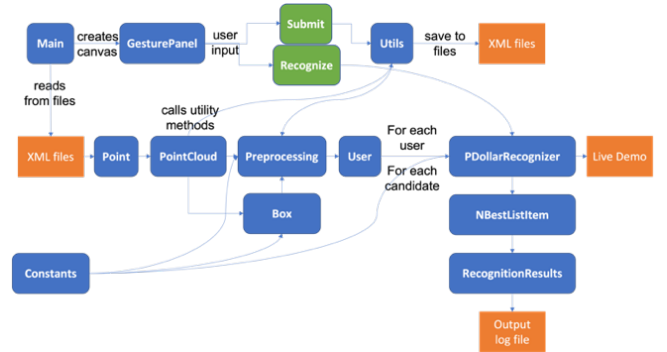 Submit
Main
creates
canvas
GesturePanel
user
input
Utils
save to
files
XML files
Recognize
reads
from files
calls utility
methods
For each
user
XML files
Point
PointCloud
Preprocessing
User
PDollarRecognizer
Live Demo
For each
candidate
Box
NBestListItem
Constants
RecognitionResults
Output
log file